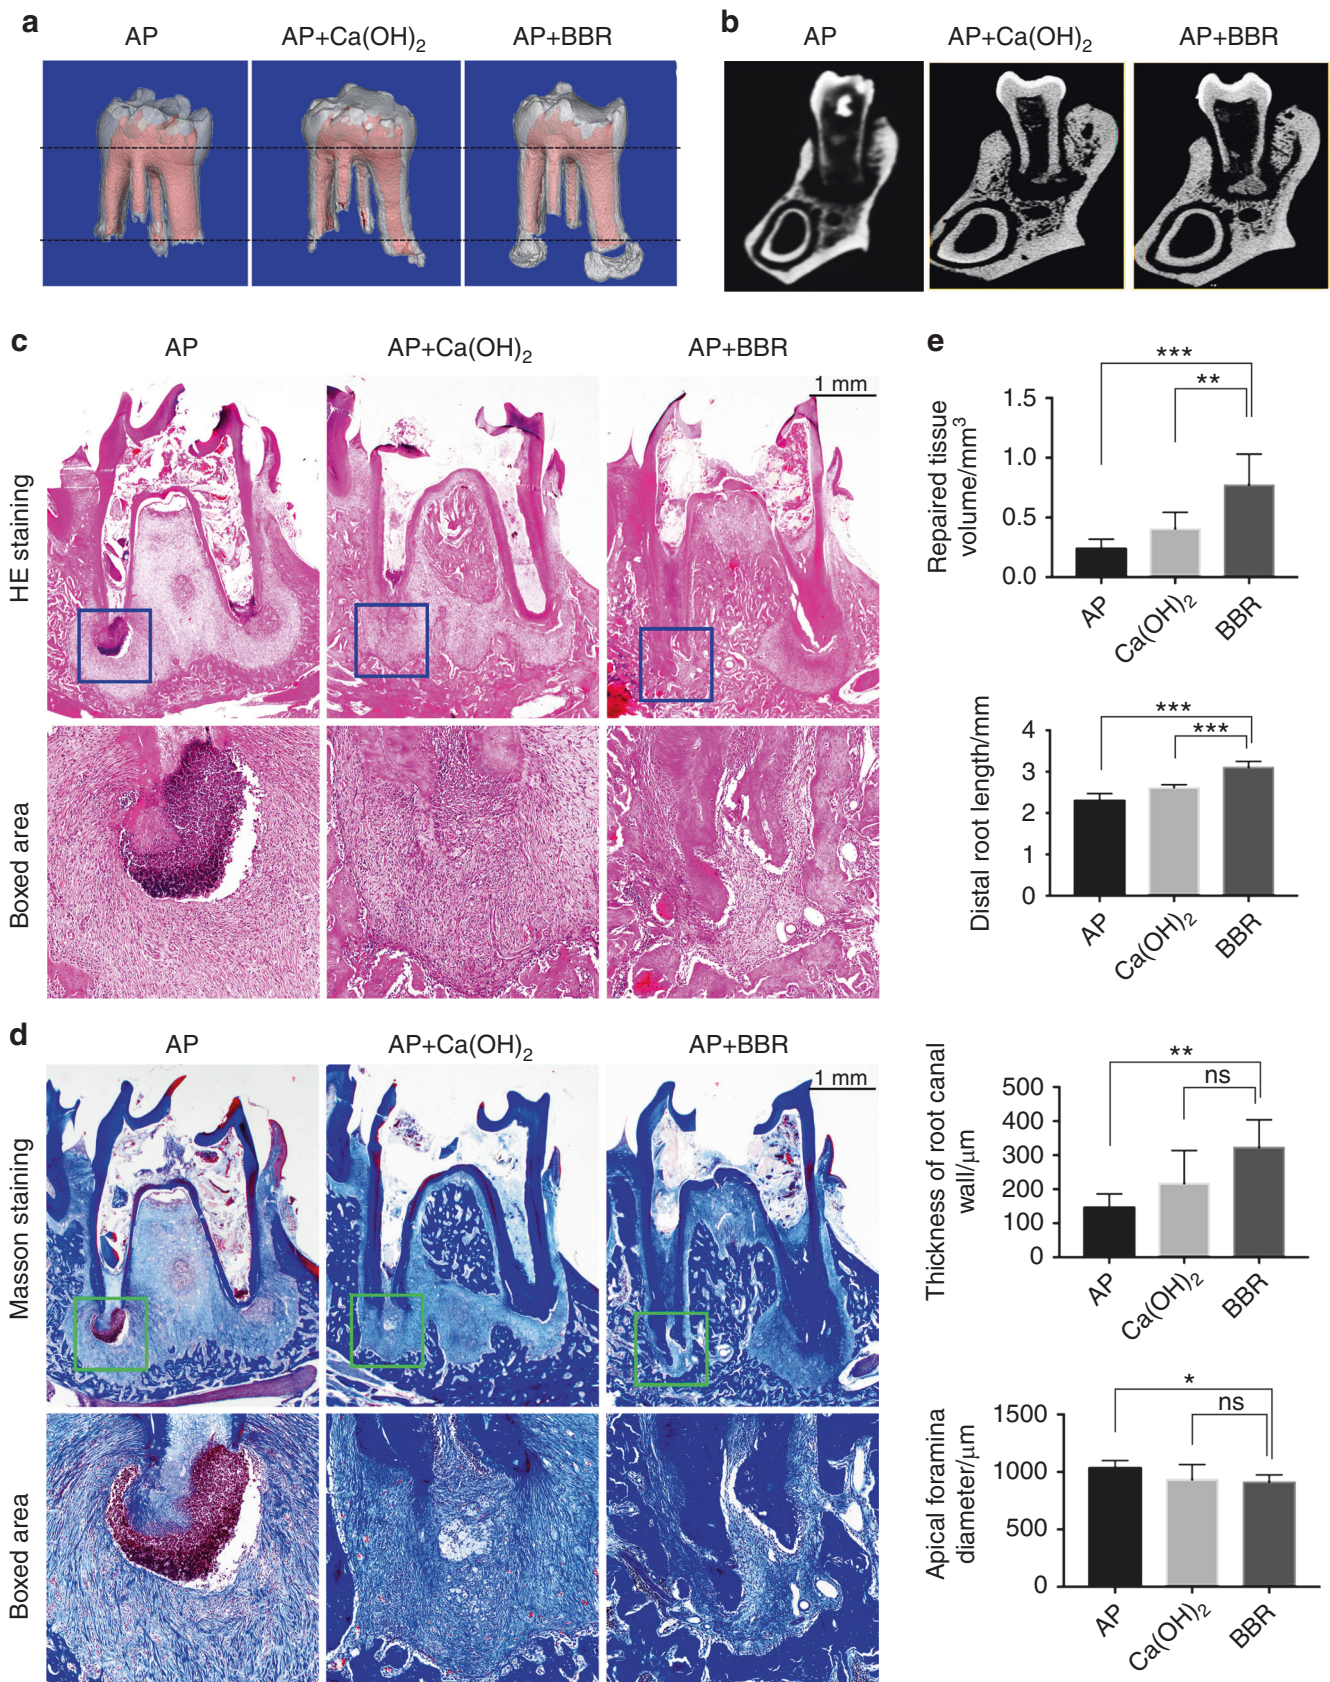 a
AP
AP+Ca(OH)2
AP+BBR
b
AP
AP+Ca(OH)2
AP+BBR
c
AP
AP+Ca(OH)2
AP+BBR
1 mm
HE staining
Boxed area
d
AP
AP+Ca(OH)2
AP+BBR
1 mm
Masson staining
Boxed area
e
***
**
Repaired tissue
volume/mm3
1.5
1.0
0.5
0.0
AP
Ca(OH)2
BBR
***
***
Distal root length/mm
4
3
2
1
0
AP
Ca(OH)2
BBR
**
ns
Thickness of root canal
wall/μm
500
400
300
200
100
0
AP
Ca(OH)2
BBR
*
ns
Apical foramina
diameter/μm
1500
1000
500
0
AP
Ca(OH)2
BBR